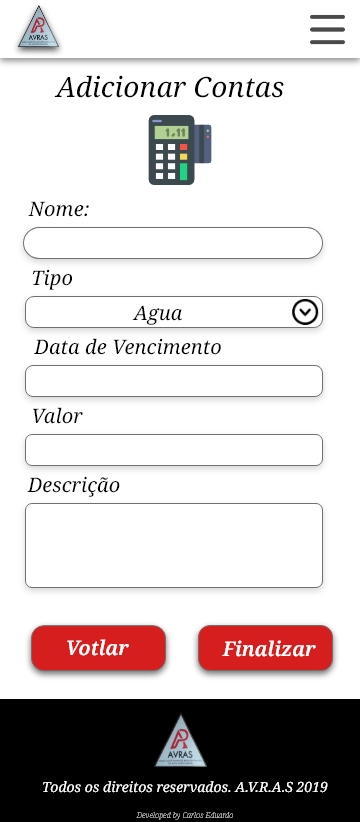 AVRAS
Adicionar Contas
1.11
Nome:
Tipo
Agua
Data de Vencimento
Valor
Descrição
Votlar
Finalizar
AVRAS
Todos os direitos reservados. A.V.R.A.S 2019
Developed by Carlos Eduardo